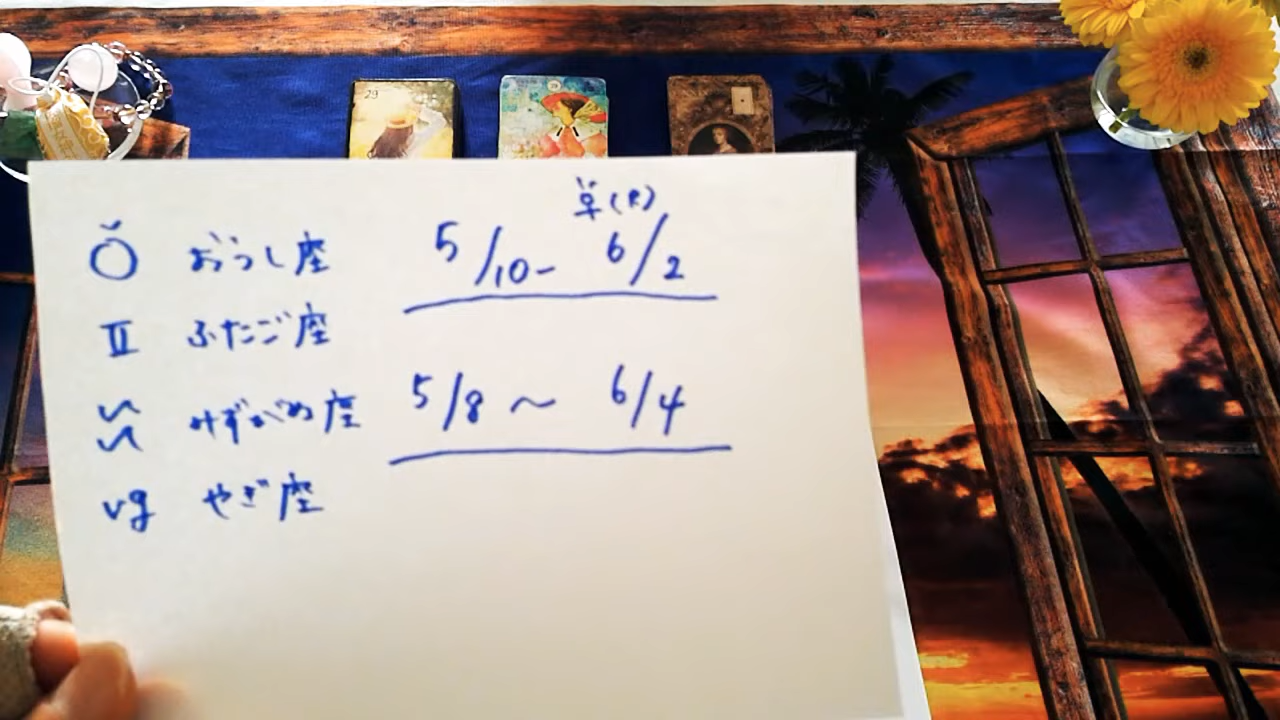 29
☿(R)
♉ おうし座 5/10- 6/2
♊ ふたご座
♒ みずがめ座 5/8 ~ 6/4
♑ やぎ座